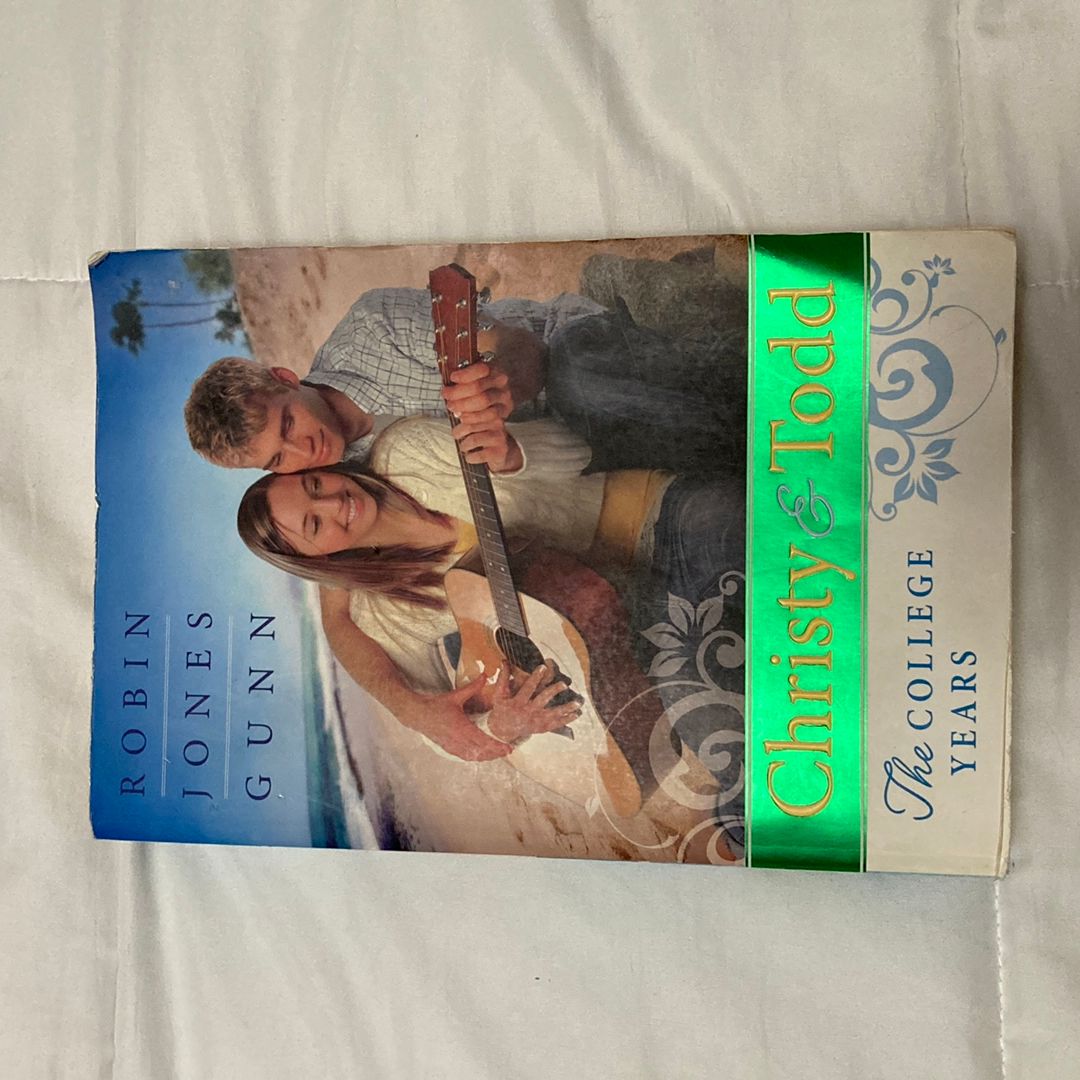 ROBIN
JONES
GUNN
Christy & Todd
The COLLEGE
YEARS